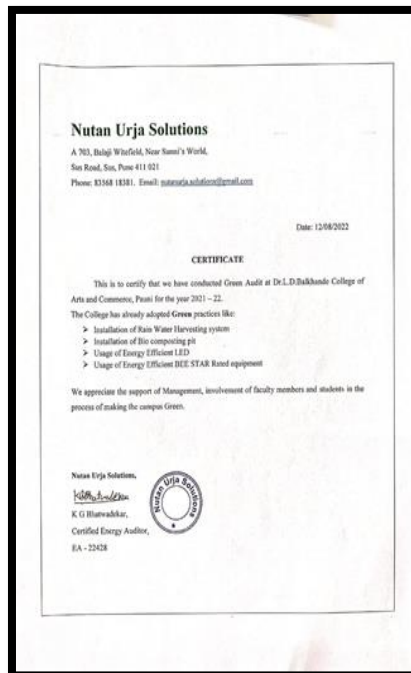 Nutan Urja Solutions
A 703, Balaji Witefield, Near Sunni's World,
Sus Road, Sus, Pune 411 021
Phone: 83568 18381. Email: nutanurja.solutions@gmail.com
Date: 12/08/2022
CERTIFICATE
This is to certify that we have conducted Green Audit at Dr.L.D.Balkhande College of
Arts and Commerce, Pauni for the year 2021 – 22.
The College has already adopted Green practices like:
➤ Installation of Rain Water Harvesting system
➤ Installation of Bio composting pit
➤ Usage of Energy Efficient LED
➤ Usage of Energy Efficient BEE STAR Rated equipment
We appreciate the support of Management, involvement of faculty members and students in the
process of making the campus Green.
Nutan Urja Solutions,
K G Bhatwadekar,
Certified Energy Auditor,
EA - 22428
Nutan Urja Solutions